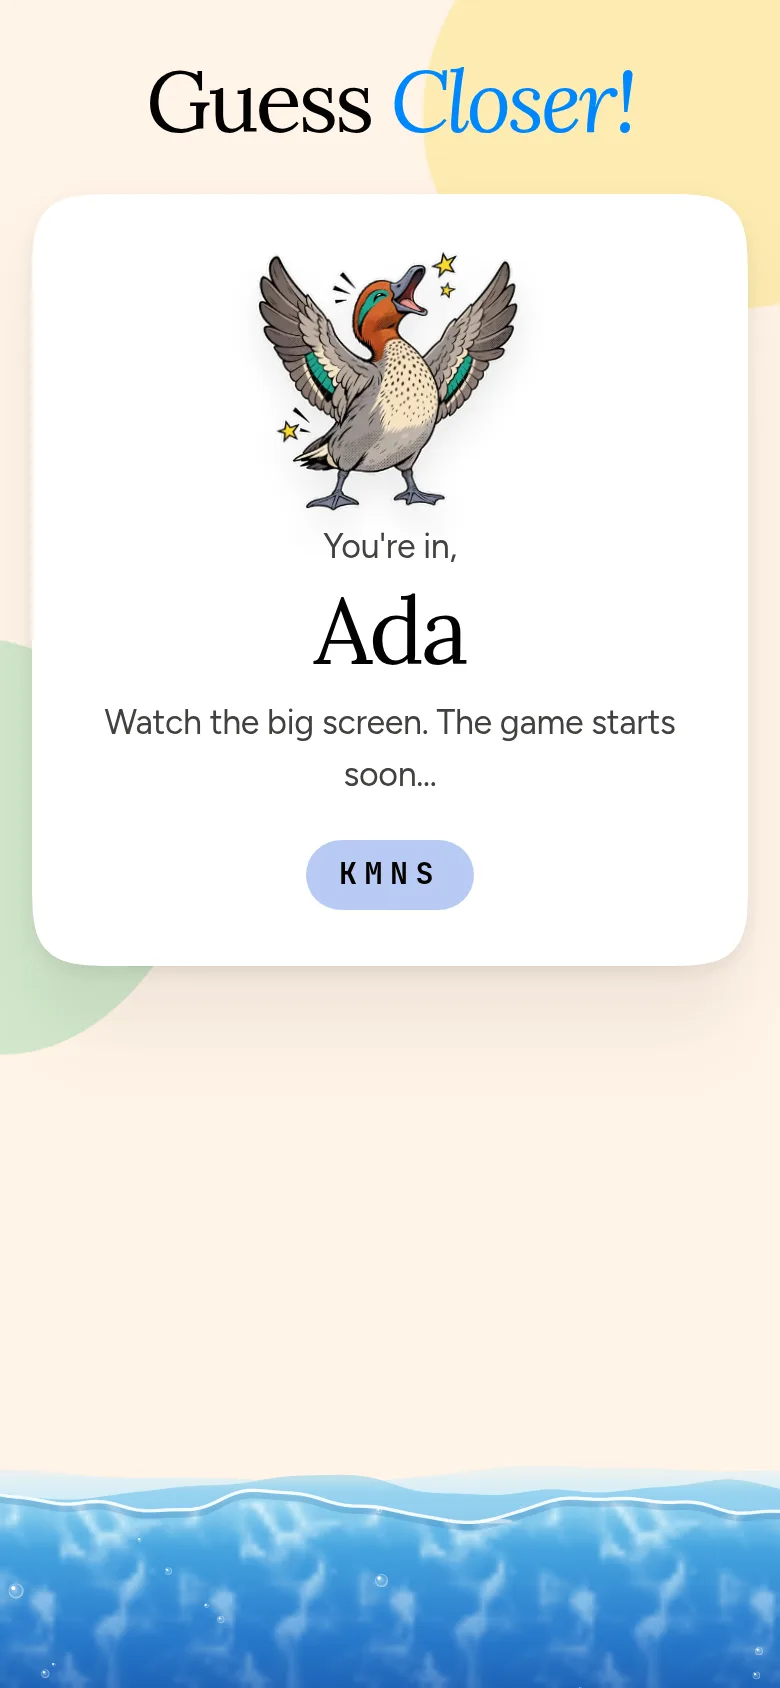 Guess Closer!
You're in,
Ada
Watch the big screen. The game starts
soon...
KMNS